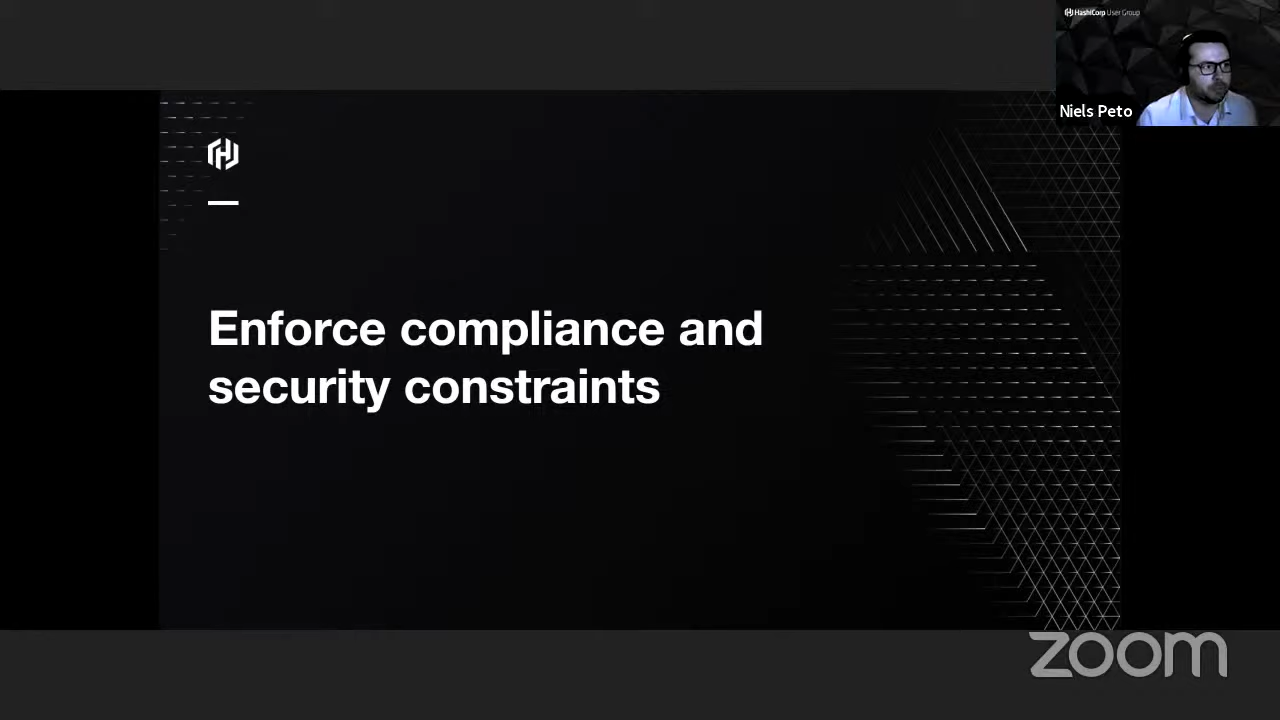 HashiCorp User Group
Niels Peto
Enforce compliance and
security constraints
zoom